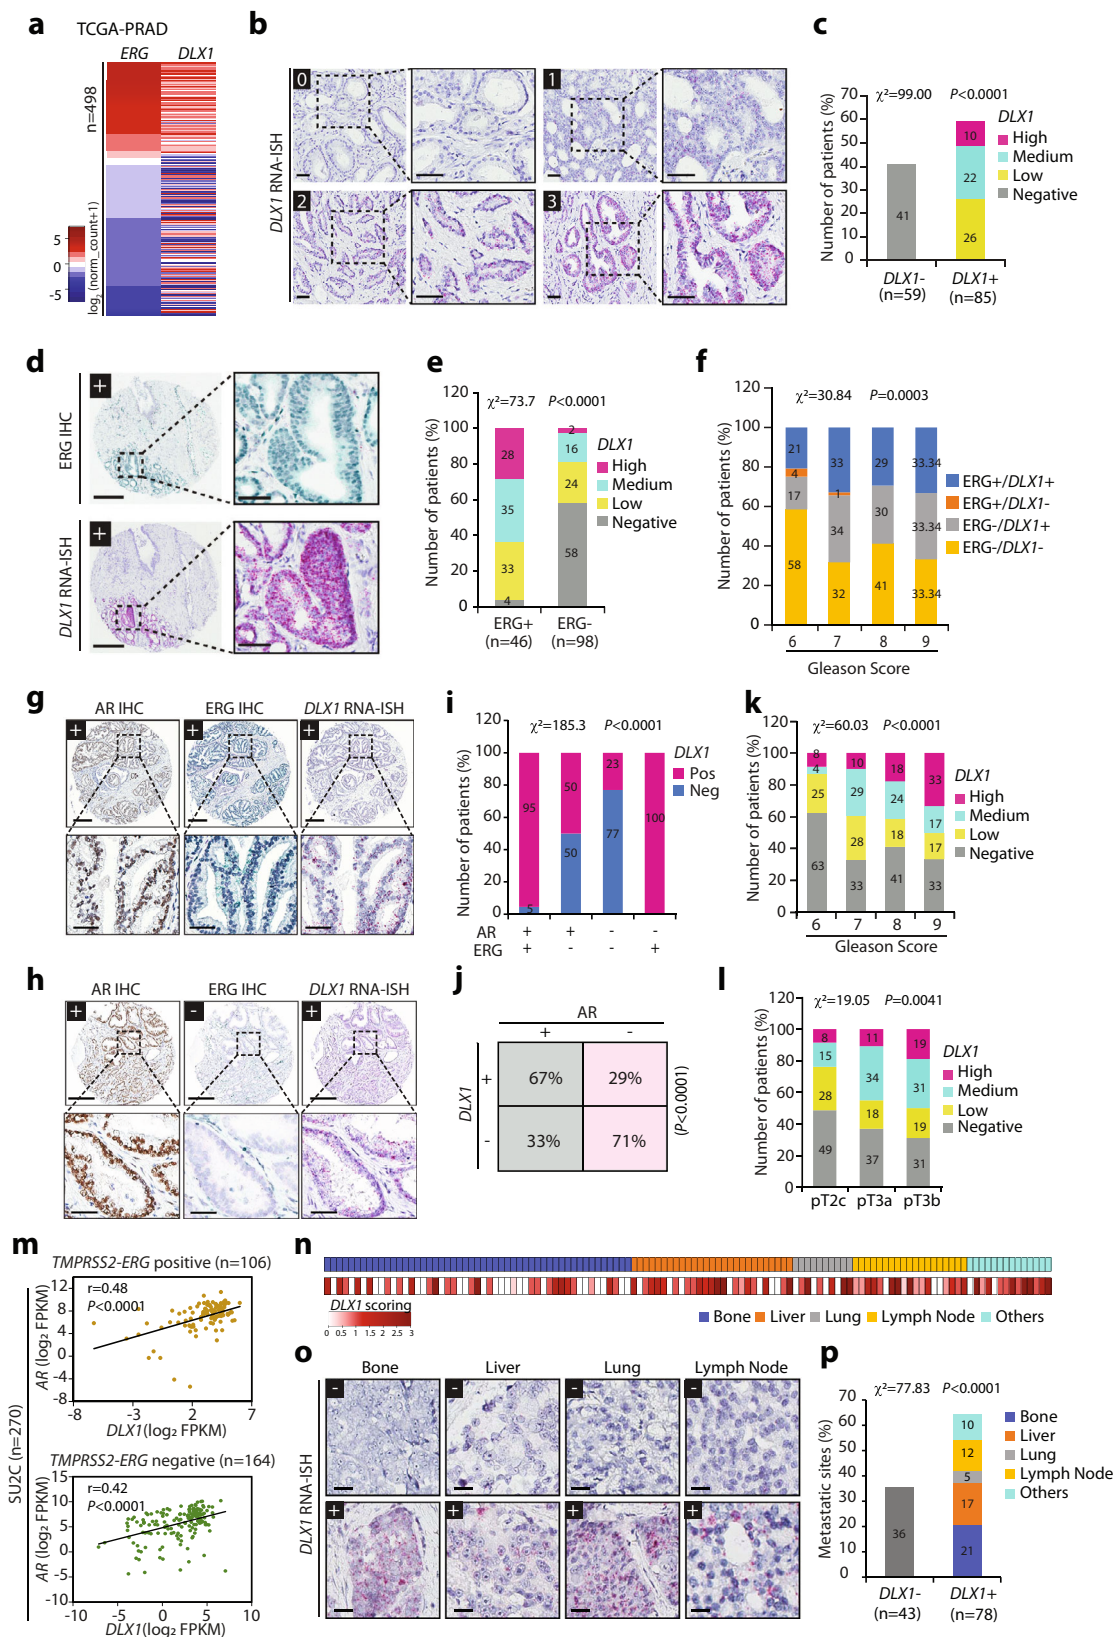 a
TCGA-PRAD
ERG DLX1
n=498
5
0
-5
log₂ (norm_count+1)
b
DLX1 RNA-ISH
0
1
2
3
c
χ²=99.00 P<0.0001
Number of patients (%)
70
60
50
40
30
20
10
0
41
10
22
26
DLX1
High
Medium
Low
Negative
DLX1- DLX1+
(n=59) (n=85)
d
ERG IHC
+
DLX1 RNA-ISH
+
e
χ²=73.7 P<0.0001
Number of patients (%)
120
100
80
60
40
20
0
28
35
33
4
2
16
24
58
DLX1
High
Medium
Low
Negative
ERG+ ERG-
(n=46) (n=98)
f
χ²=30.84 P=0.0003
Number of patients (%)
120
100
80
60
40
20
0
21 33 29 33.34
4 1
17 34 30 33.34
58 32 41 33.34
ERG+/DLX1+
ERG+/DLX1-
ERG-/DLX1+
ERG-/DLX1-
6 7 8 9
Gleason Score
g
AR IHC ERG IHC DLX1 RNA-ISH
+ + +
h
AR IHC ERG IHC DLX1 RNA-ISH
+ - +
i
χ²=185.3 P<0.0001
Number of patients (%)
120
100
80
60
40
20
0
95 50 23 100
5 50 77
DLX1
Pos
Neg
AR + + - -
ERG + - - +
j
AR
+ -
DLX1
+ 67% 29%
- 33% 71%
(P<0.0001)
k
χ²=60.03 P<0.0001
Number of patients (%)
120
100
80
60
40
20
0
8 10 18 33
4 29 24 17
25 28 18 17
63 33 41 33
DLX1
High
Medium
Low
Negative
6 7 8 9
Gleason Score
l
χ²=19.05 P=0.0041
Number of patients (%)
120
100
80
60
40
20
0
8 11 19
15 34 31
28 18 19
49 37 31
DLX1
High
Medium
Low
Negative
pT2c pT3a pT3b
m
SU2C (n=270)
TMPRSS2-ERG positive (n=106)
r=0.48
P<0.0001
AR (log₂ FPKM)
12
8
4
0
-4
-8
-8 -3 2 7
DLX1(log₂ FPKM)
TMPRSS2-ERG negative (n=164)
r=0.42
P<0.0001
AR (log₂ FPKM)
15
10
5
0
-5
-10
-10 -5 0 5 10
DLX1(log₂ FPKM)
n
DLX1 scoring
0 0.5 1 1.5 2 2.5 3
Bone Liver Lung Lymph Node Others
o
Bone Liver Lung Lymph Node
DLX1 RNA-ISH
- - - -
+ + + +
p
χ²=77.83 P<0.0001
Metastatic sites (%)
70
60
50
40
30
20
10
0
36
10
12
5
17
21
Bone
Liver
Lung
Lymph Node
Others
DLX1- DLX1+
(n=43) (n=78)